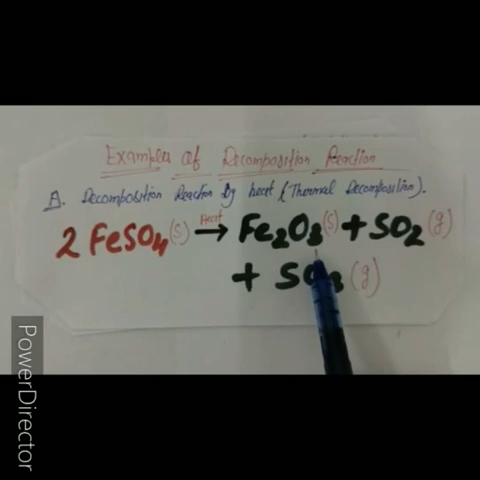 Examples of Decomposition Reaction
A. Decomposition Reaction By heat (Thermal Decomposition).
2 FeSO4(s) Heat → Fe2O3(s) + SO2(g)
+ SO3(g)
PowerDirector